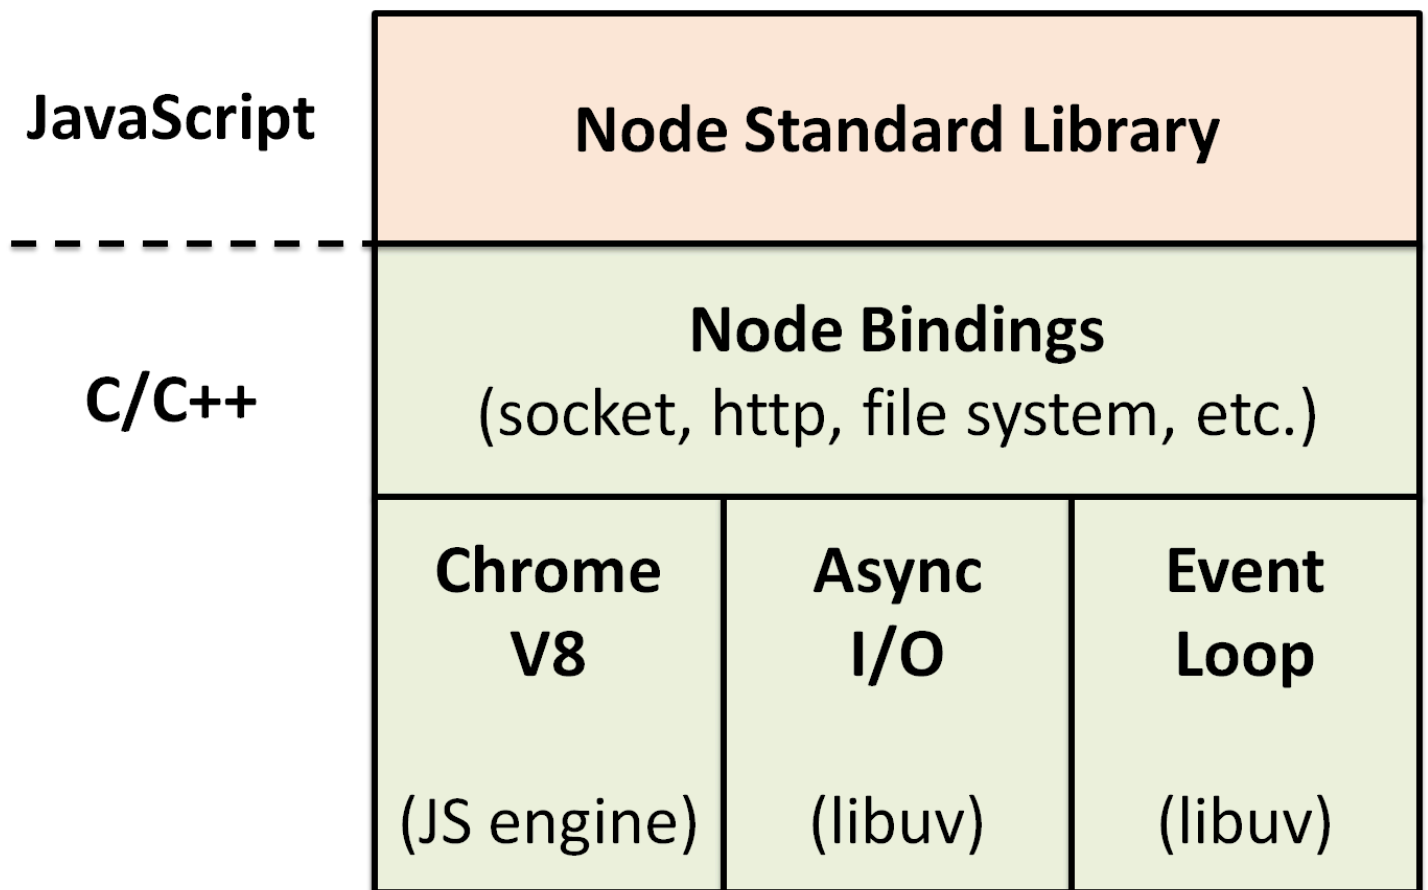 JavaScript
Node Standard Library
C/C++
Node Bindings
(socket, http, file system, etc.)
Chrome
V8
(JS engine)
Async
I/O
(libuv)
Event
Loop
(libuv)